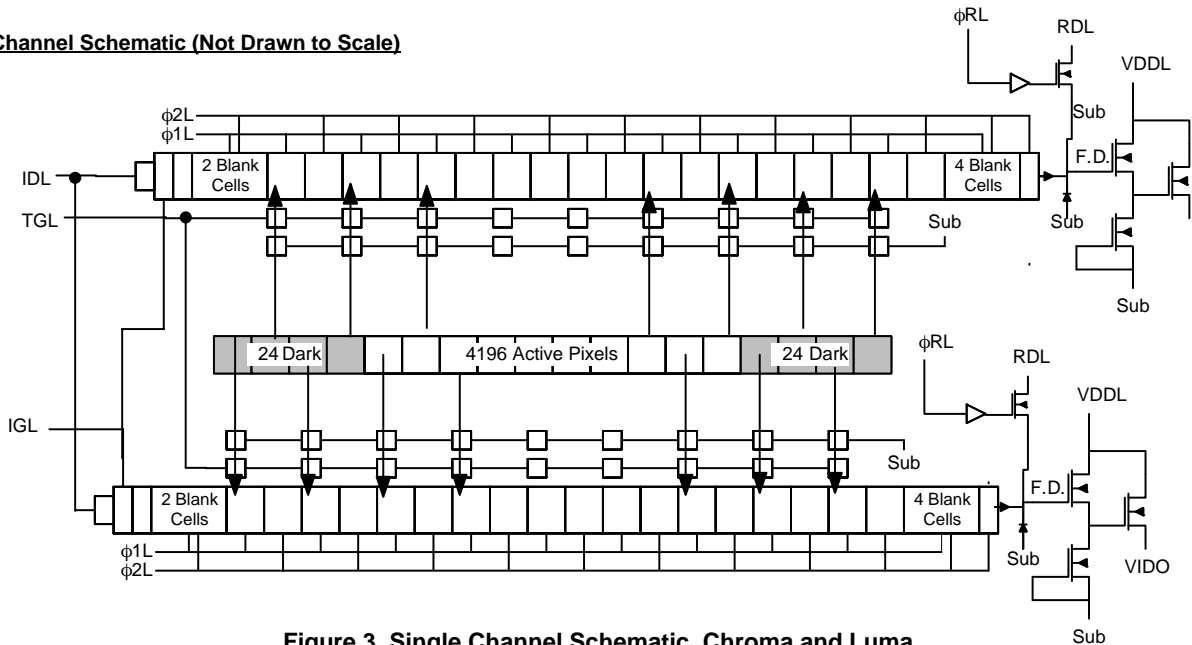 Channel Schematic (Not Drawn to Scale)
ϕRL
RDL
VDDL
Sub
F.D.
Sub
Sub
ϕ2L
ϕ1L
IDL
2 Blank
Cells
4 Blank
Cells
TGL
Sub
24 Dark
4196 Active Pixels
24 Dark
ϕRL
RDL
VDDL
IGL
Sub
F.D.
2 Blank
Cells
4 Blank
Cells
Sub
VIDO
ϕ1L
ϕ2L
Sub
Figure 3. Single Channel Schematic, Chroma and Luma